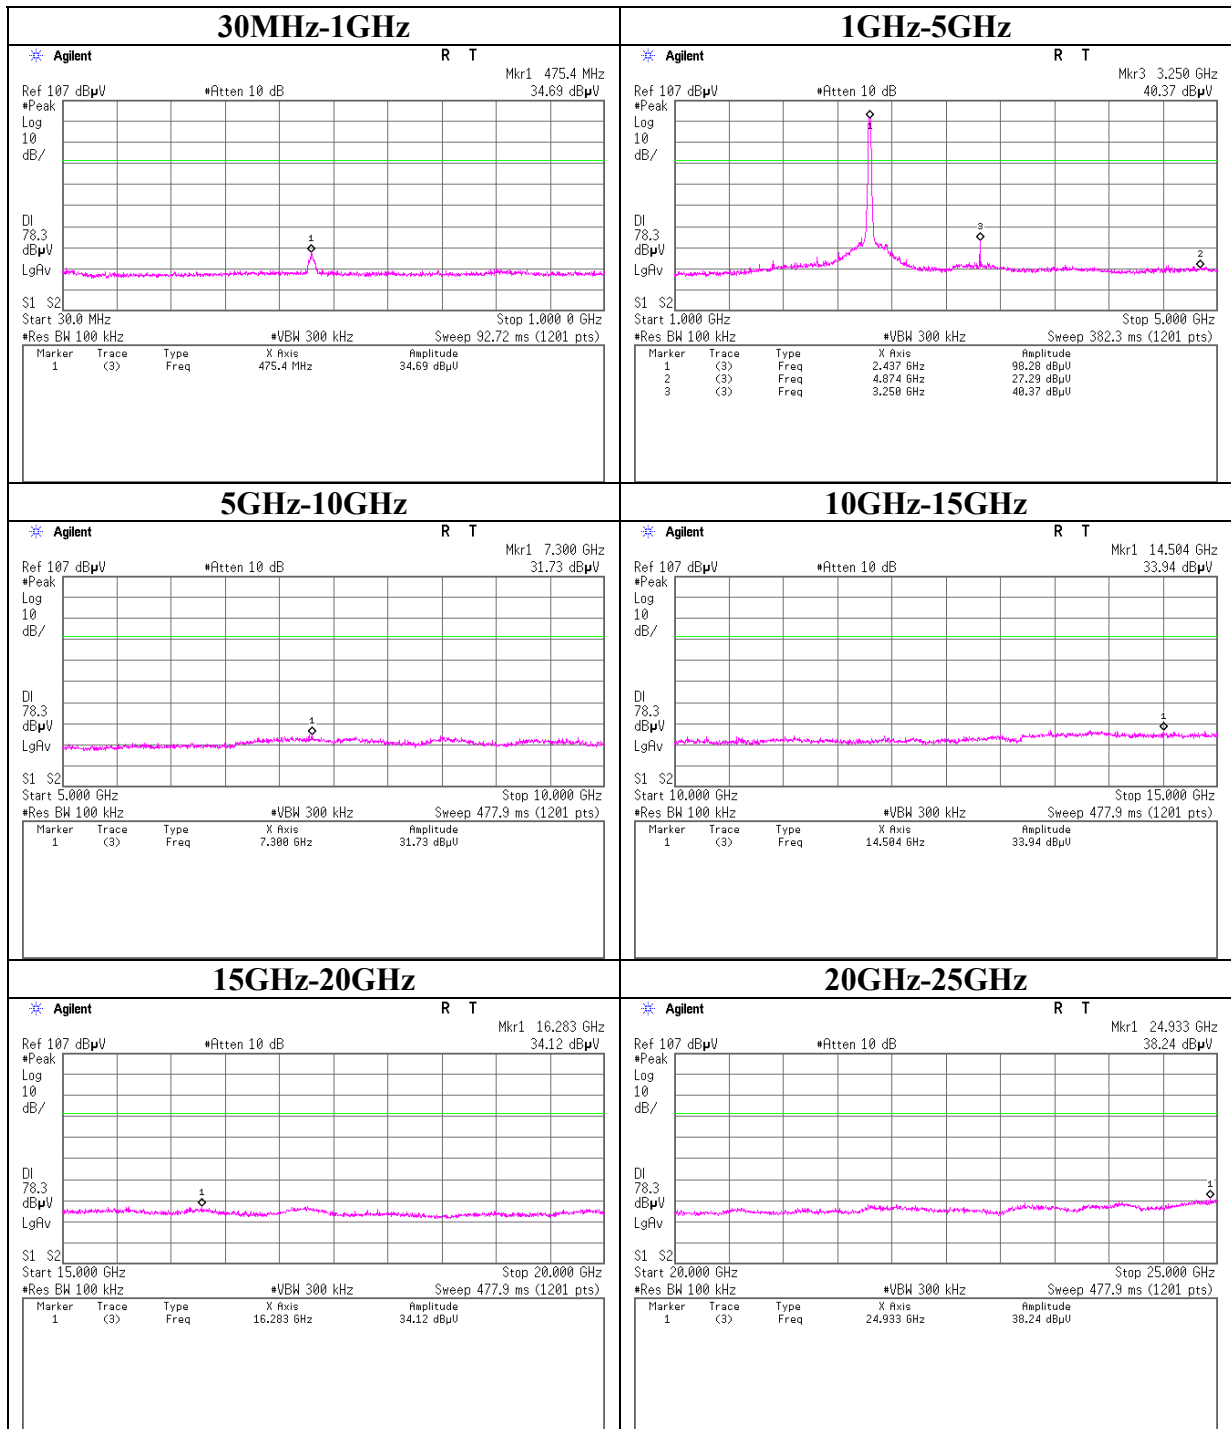 30MHz-1GHz
Agilent R T
Mkr1 475.4 MHz
Ref 107 dBµV #Atten 10 dB 34.69 dBµV
#Peak
Log
10
dB/
1
DI
78.3
dBµV
LgAv
S1 S2
Start 30.0 MHz Stop 1.000 0 GHz
#Res BW 100 kHz #VBW 300 kHz Sweep 92.72 ms (1201 pts)
Marker Trace Type X Axis Amplitude
1 (3) Freq 475.4 MHz 34.69 dBµV
1GHz-5GHz
Agilent R T
Mkr3 3.250 GHz
Ref 107 dBµV #Atten 10 dB 40.37 dBµV
#Peak
Log
10
dB/
1
3
2
DI
78.3
dBµV
LgAv
S1 S2
Start 1.000 GHz Stop 5.000 GHz
#Res BW 100 kHz #VBW 300 kHz Sweep 382.3 ms (1201 pts)
Marker Trace Type X Axis Amplitude
1 (3) Freq 2.437 GHz 98.28 dBµV
2 (3) Freq 4.874 GHz 27.29 dBµV
3 (3) Freq 3.250 GHz 40.37 dBµV
5GHz-10GHz
Agilent R T
Mkr1 7.300 GHz
Ref 107 dBµV #Atten 10 dB 31.73 dBµV
#Peak
Log
10
dB/
1
DI
78.3
dBµV
LgAv
S1 S2
Start 5.000 GHz Stop 10.000 GHz
#Res BW 100 kHz #VBW 300 kHz Sweep 477.9 ms (1201 pts)
Marker Trace Type X Axis Amplitude
1 (3) Freq 7.300 GHz 31.73 dBµV
10GHz-15GHz
Agilent R T
Mkr1 14.504 GHz
Ref 107 dBµV #Atten 10 dB 33.94 dBµV
#Peak
Log
10
dB/
1
DI
78.3
dBµV
LgAv
S1 S2
Start 10.000 GHz Stop 15.000 GHz
#Res BW 100 kHz #VBW 300 kHz Sweep 477.9 ms (1201 pts)
Marker Trace Type X Axis Amplitude
1 (3) Freq 14.504 GHz 33.94 dBµV
15GHz-20GHz
Agilent R T
Mkr1 16.283 GHz
Ref 107 dBµV #Atten 10 dB 34.12 dBµV
#Peak
Log
10
dB/
1
DI
78.3
dBµV
LgAv
S1 S2
Start 15.000 GHz Stop 20.000 GHz
#Res BW 100 kHz #VBW 300 kHz Sweep 477.9 ms (1201 pts)
Marker Trace Type X Axis Amplitude
1 (3) Freq 16.283 GHz 34.12 dBµV
20GHz-25GHz
Agilent R T
Mkr1 24.933 GHz
Ref 107 dBµV #Atten 10 dB 38.24 dBµV
#Peak
Log
10
dB/
1
DI
78.3
dBµV
LgAv
S1 S2
Start 20.000 GHz Stop 25.000 GHz
#Res BW 100 kHz #VBW 300 kHz Sweep 477.9 ms (1201 pts)
Marker Trace Type X Axis Amplitude
1 (3) Freq 24.933 GHz 38.24 dBµV